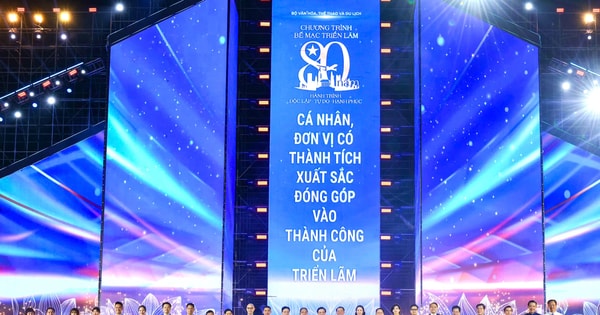 BỘ VĂN HÓA, THỂ THAO VÀ DU LỊCH
CHƯƠNG TRÌNH
BẾ MẠC TRIỂN LÃM
80 năm
HÀNH TRÌNH
ĐỘC LẬP - TỰ DO - HẠNH PHÚC
CÁ NHÂN,
ĐƠN VỊ CÓ
THÀNH TÍCH
XUẤT SẮC
ĐÓNG GÓP
VÀO
THÀNH CÔNG
CỦA
TRIỂN LÃM